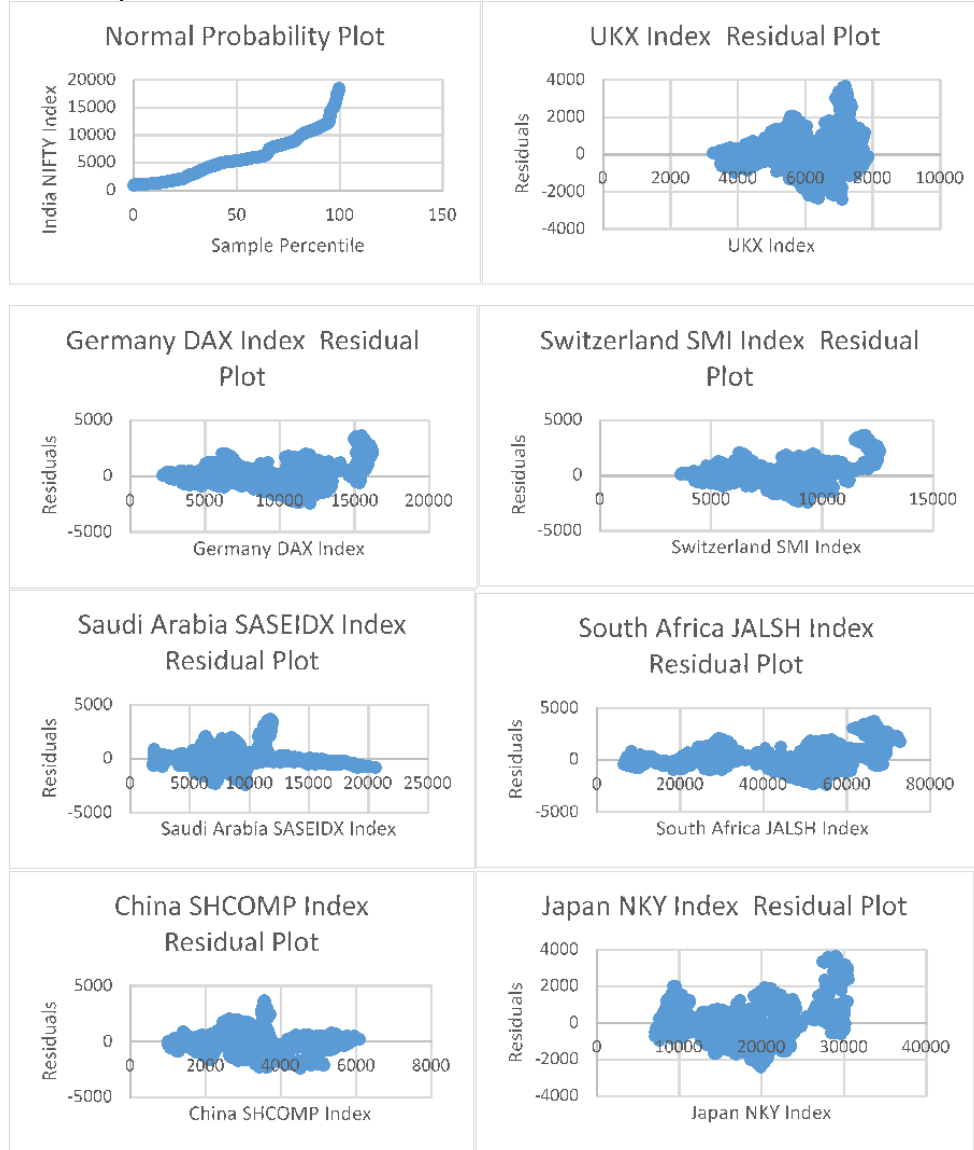 Normal Probability Plot
India NIFTY Index
20000
15000
10000
5000
0
0
50
100
150
Sample Percentile
UKX Index Residual Plot
Residuals
4000
2000
0
-2000
-4000
0
2000
4000
6000
8000
10000
UKX Index
Germany DAX Index Residual
Plot
Residuals
5000
0
-5000
0
5000
10000
15000
20000
Germany DAX Index
Switzerland SMI Index Residual
Plot
Residuals
5000
0
-5000
0
5000
10000
15000
Switzerland SMI Index
Saudi Arabia SASEIDX Index
Residual Plot
Residuals
5000
0
-5000
0
5000
10000
15000
20000
25000
Saudi Arabia SASEIDX Index
South Africa JALSH Index
Residual Plot
Residuals
5000
0
-5000
0
20000
40000
60000
80000
South Africa JALSH Index
China SHCOMP Index
Residual Plot
Residuals
5000
0
-5000
0
2000
4000
6000
8000
China SHCOMP Index
Japan NKY Index Residual Plot
Residuals
4000
2000
0
-2000
-4000
0
10000
20000
30000
40000
Japan NKY Index